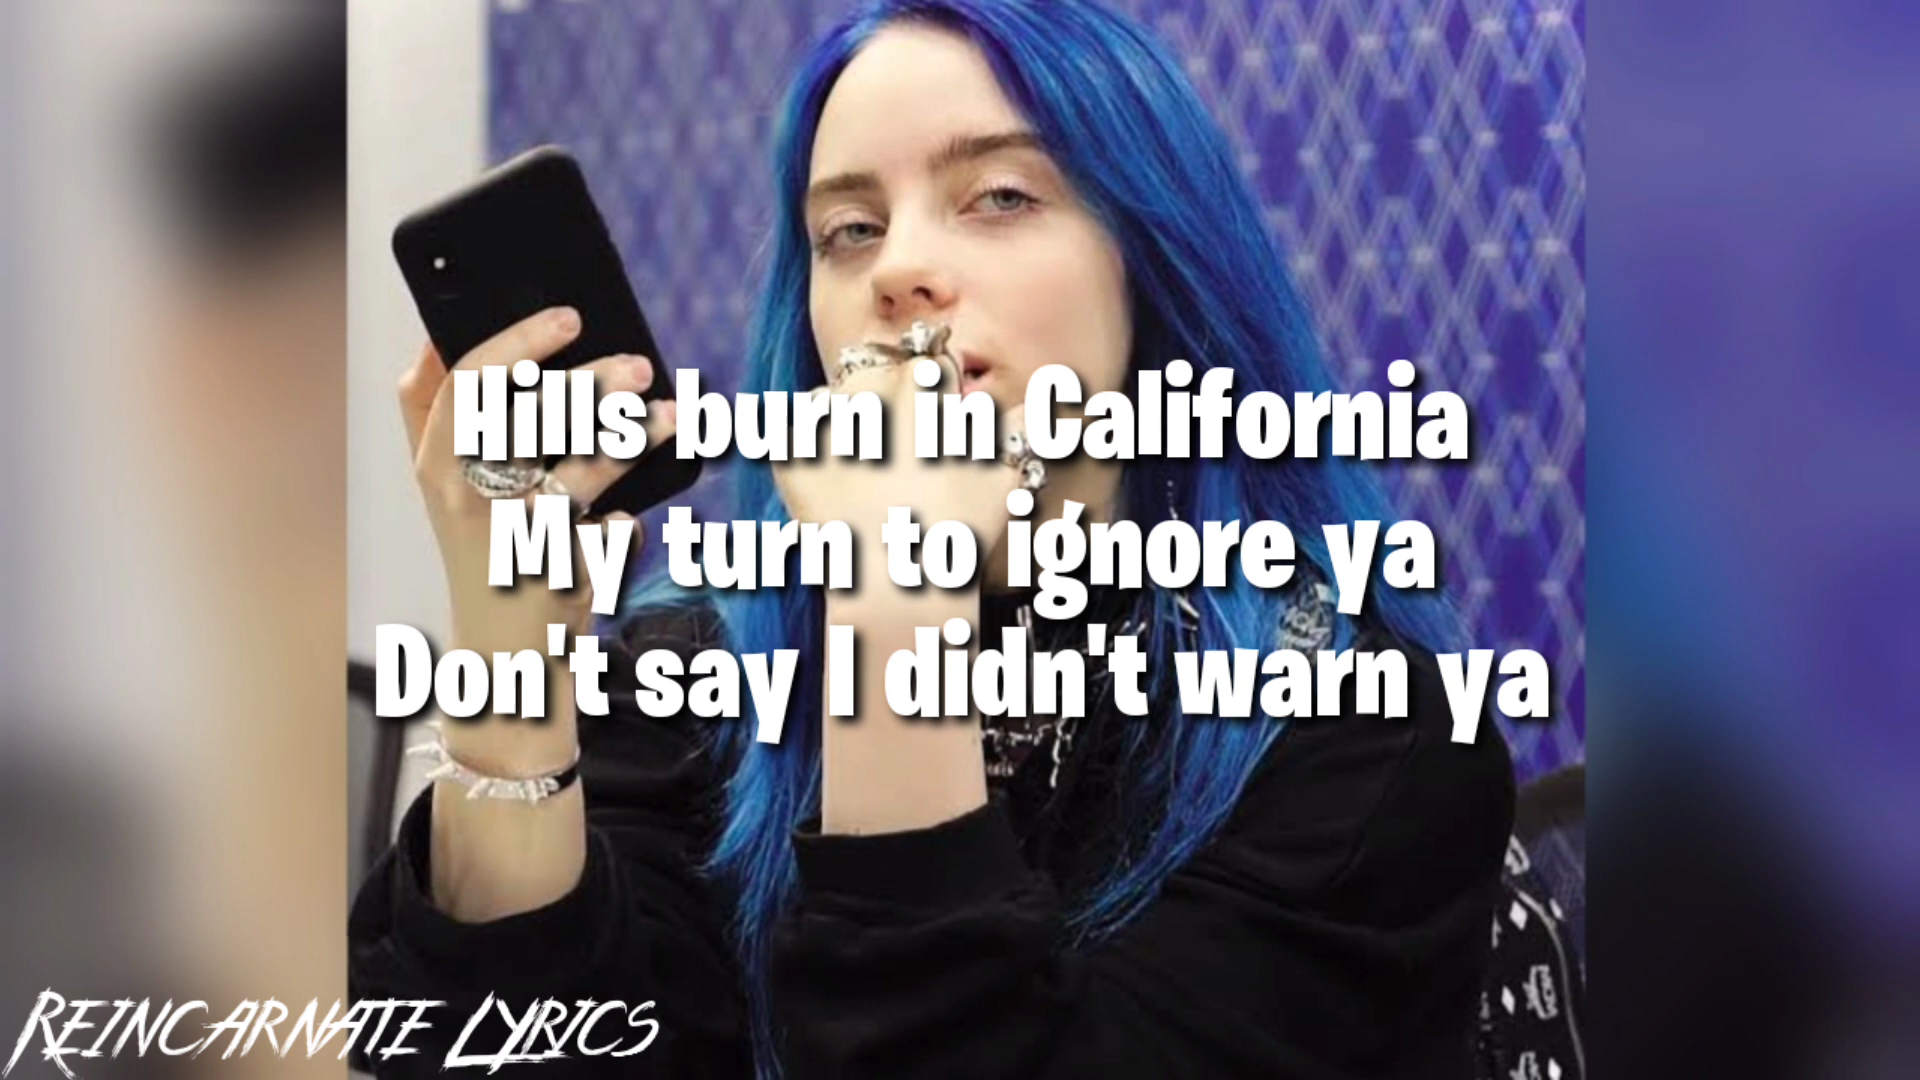 Hills burn in California
My turn to ignore ya
Don't say I didn't warn ya
REINCARNATE LYRICS